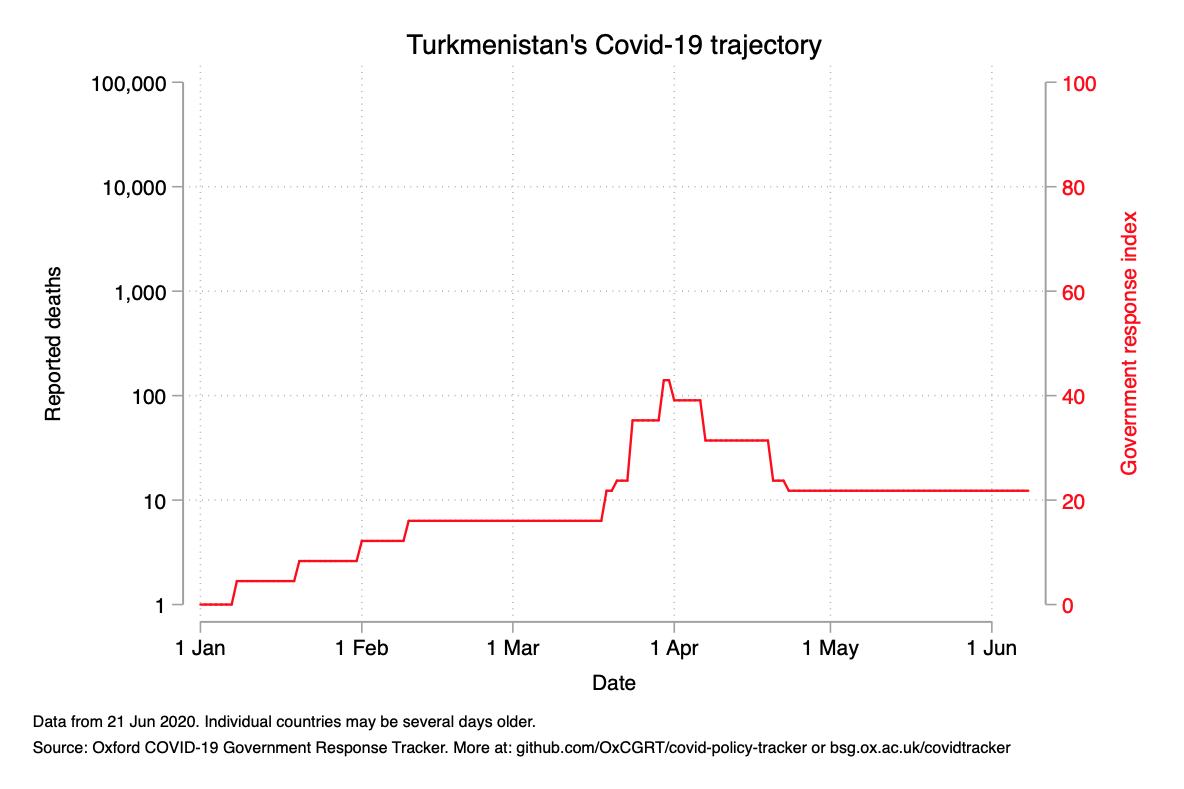 Turkmenistan's Covid-19 trajectory
100,000
10,000
1,000
100
10
1
Reported deaths
100
80
60
40
20
0
Government response index
1 Jan
1 Feb
1 Mar
1 Apr
1 May
1 Jun
Date
Data from 21 Jun 2020. Individual countries may be several days older.
Source: Oxford COVID-19 Government Response Tracker. More at: github.com/OxCGRT/covid-policy-tracker or bsg.ox.ac.uk/covidtracker